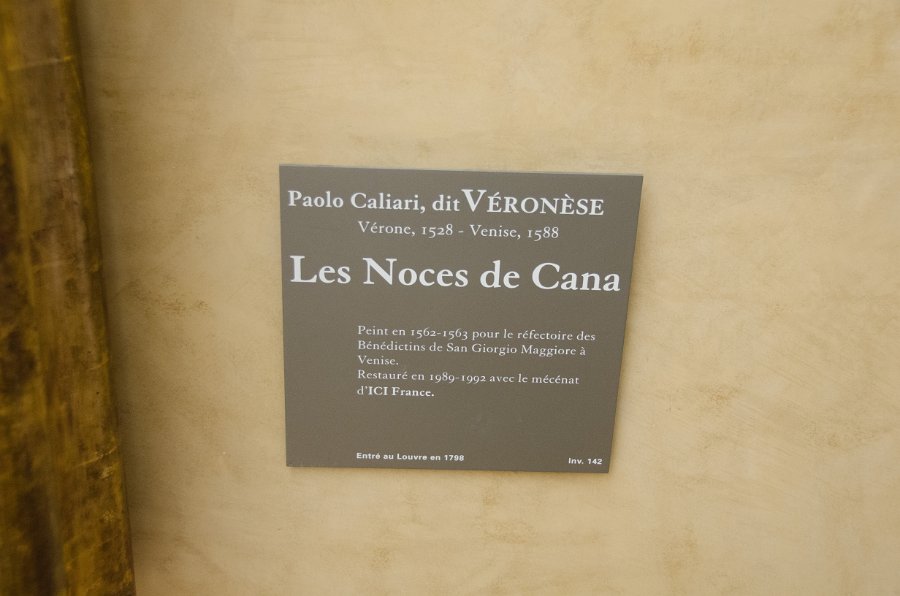 Paolo Caliari, dit VÉRONÈSE
Vérone, 1528 - Venise, 1588
Les Noces de Cana
Peint en 1562-1563 pour le réfectoire des
Bénédictins de San Giorgio Maggiore à
Venise.
Restauré en 1989-1992 avec le mécénat
d'ICI France.
Entré au Louvre en 1798
Inv. 142